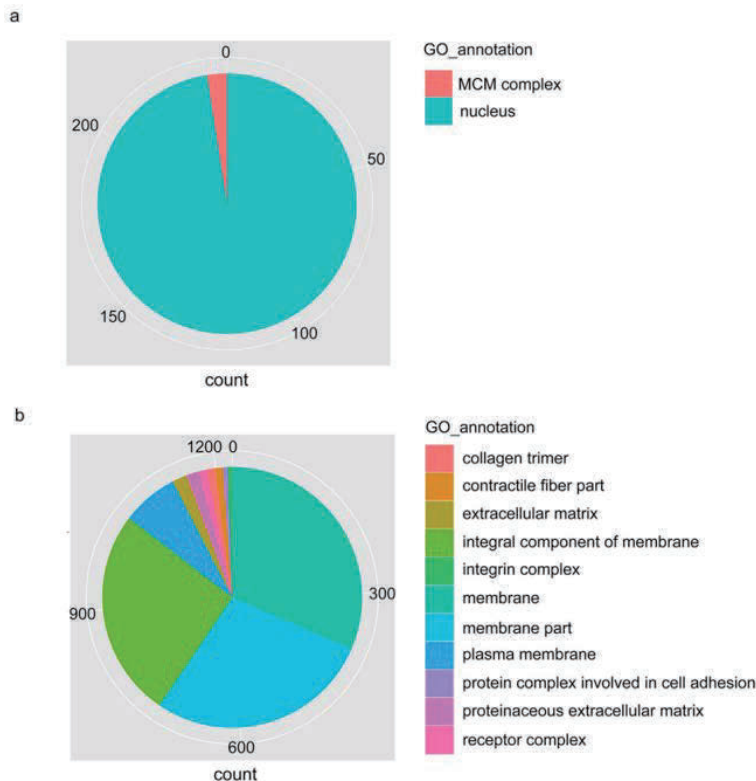 a
0
GO_annotation
MCM complex
nucleus
200
50
150
100
count
b
1200 0
GO_annotation
collagen trimer
contractile fiber part
extracellular matrix
integral component of membrane
integrin complex
membrane
membrane part
plasma membrane
protein complex involved in cell adhesion
proteinaceous extracellular matrix
receptor complex
300
900
600
count